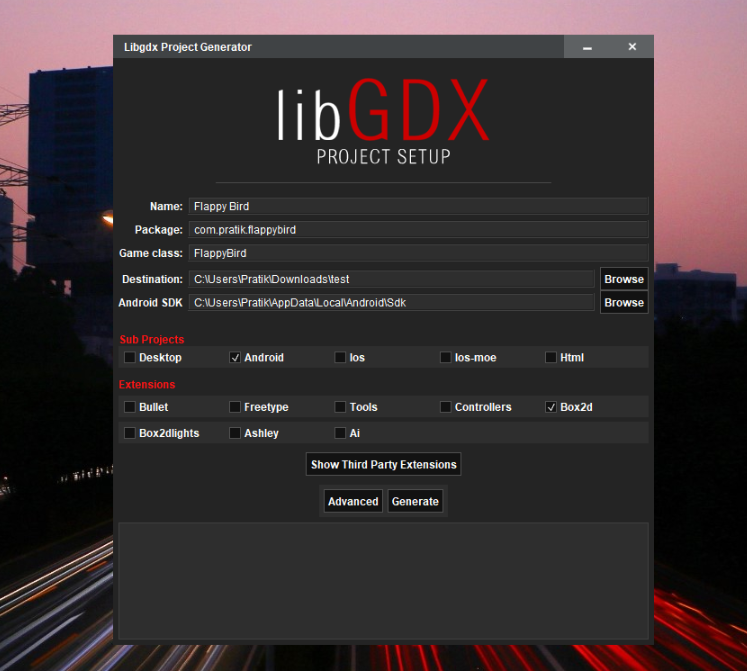 Libgdx Project Generator
libGDX
PROJECT SETUP
Name: Flappy Bird
Package: com.pratik.flappybird
Game class: FlappyBird
Destination: C:\Users\Pratik\Downloads\test Browse
Android SDK C:\Users\Pratik\AppData\Local\Android\Sdk Browse
Sub Projects
Desktop Android Ios Ios-moe Html
Extensions
Bullet Freetype Tools Controllers Box2d
Box2dlights Ashley Ai
Show Third Party Extensions
Advanced Generate